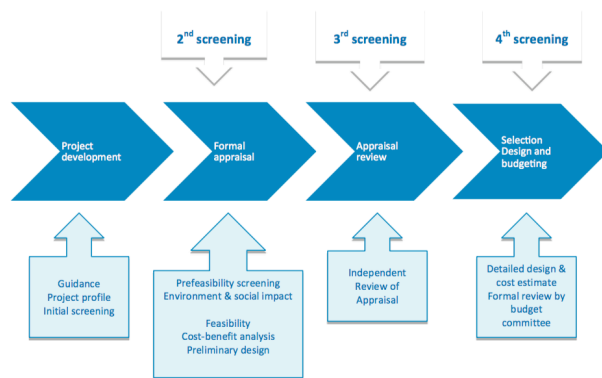 2nd screening
3rd screening
4th screening
Project
development
Formal
appraisal
Appraisal
review
Selection
Design and
budgeting
Guidance
Project profile
Initial screening
Prefeasibility screening
Environment & social impact
Feasibility
Cost-benefit analysis
Preliminary design
Independent
Review of
Appraisal
Detailed design &
cost estimate
Formal review by
budget
committee